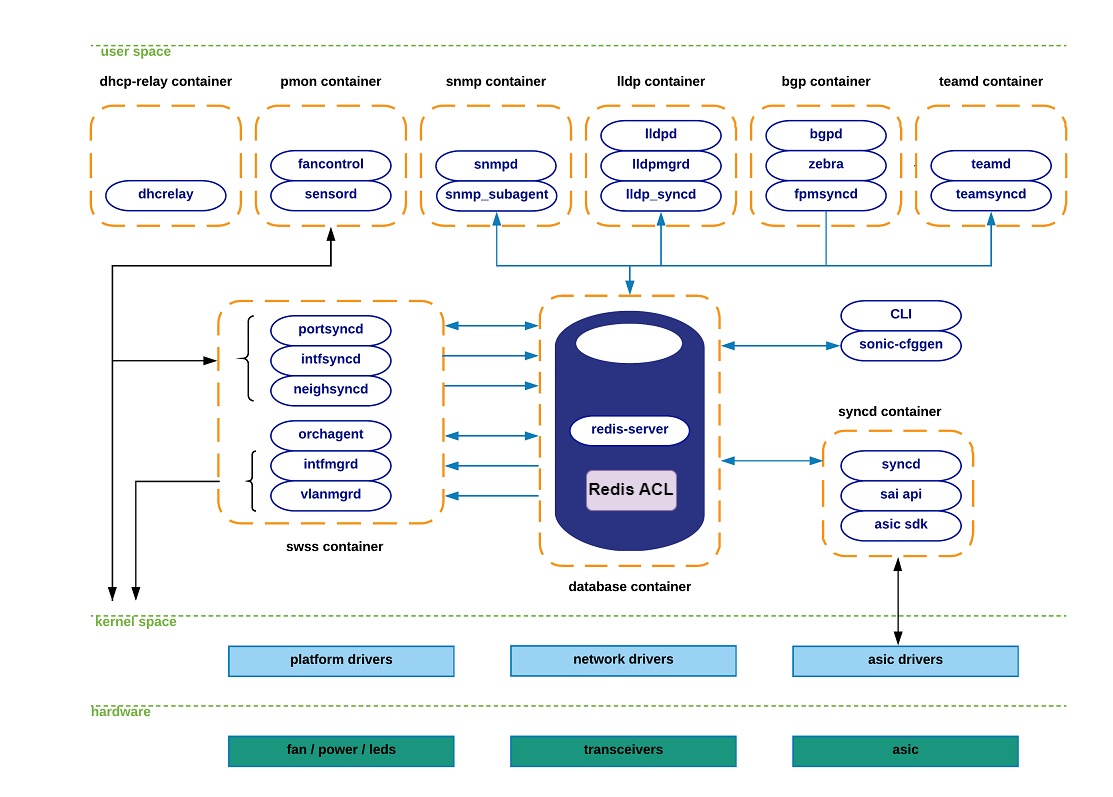 user space
dhcp-relay container
pmon container
snmp container
lldp container
bgp container
teamd container
dhcrelay
fancontrol
sensord
snmpd
snmp_subagent
lldpd
lldpmgrd
lldp_syncd
bgpd
zebra
fpmsyncd
teamd
teamsyncd
portsyncd
intfsyncd
neighsyncd
orchagent
intfmgrd
vlanmgrd
swss container
redis-server
Redis ACL
database container
CLI
sonic-cfggen
syncd container
syncd
sai api
asic sdk
kernel space
platform drivers
network drivers
asic drivers
hardware
fan / power / leds
transceivers
asic